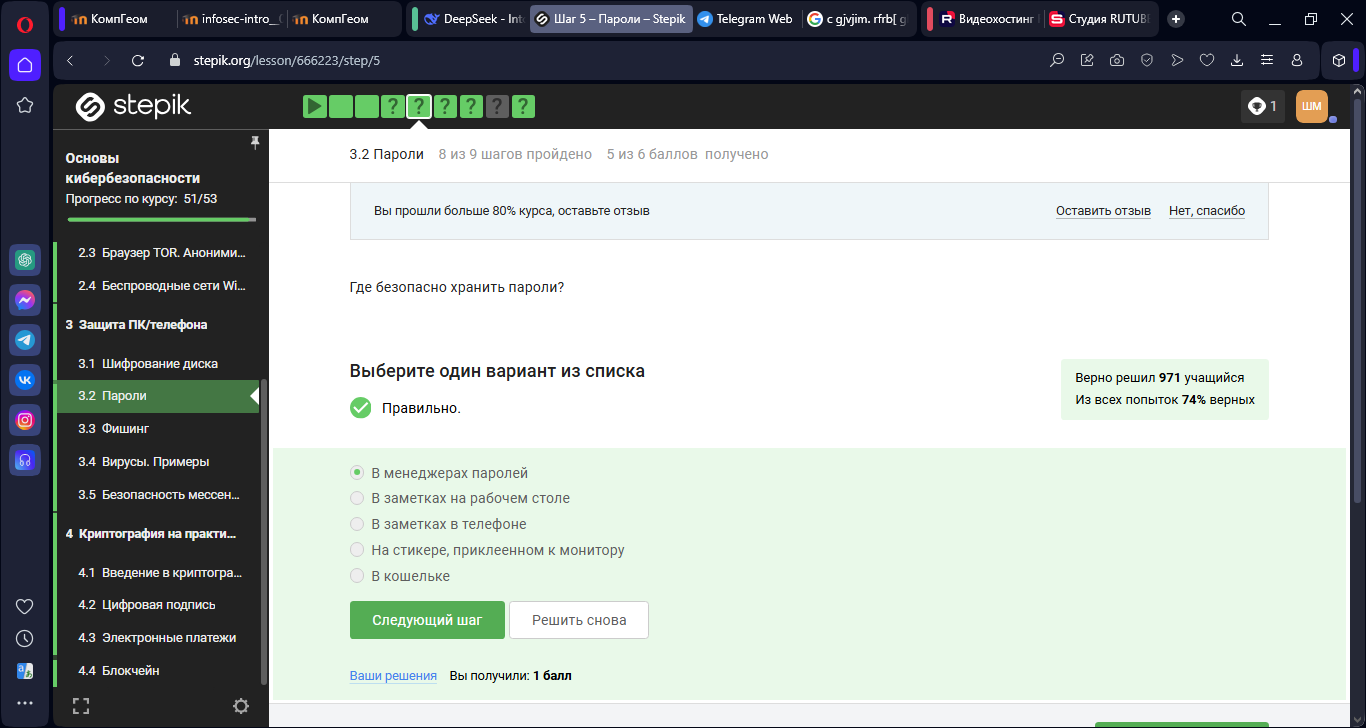 КомпГеом
infosec-intro__
КомпГеом
DeepSeek - Int
Шаг 5 – Пароли – Stepik
Telegram Web
с gjvjim. rfrb[ g
Видеохостинг
Студия RUTUBE
stepik.org/lesson/666223/step/5
stepik
? ? ? ? ? ?
1
ШМ
Основы
кибербезопасности
Прогресс по курсу: 51/53
2.3 Браузер TOR. Анонимн...
2.4 Беспроводные сети Wi...
3 Защита ПК/телефона
3.1 Шифрование диска
3.2 Пароли
3.3 Фишинг
3.4 Вирусы. Примеры
3.5 Безопасность мессен...
4 Криптография на практи...
4.1 Введение в криптогра...
4.2 Цифровая подпись
4.3 Электронные платежи
4.4 Блокчейн
3.2 Пароли 8 из 9 шагов пройдено 5 из 6 баллов получено
Вы прошли больше 80% курса, оставьте отзыв
Оставить отзыв Нет, спасибо
Где безопасно хранить пароли?
Выберите один вариант из списка
Правильно.
Верно решил 971 учащийся
Из всех попыток 74% верных
В менеджерах паролей
В заметках на рабочем столе
В заметках в телефоне
На стикере, приклеенном к монитору
В кошельке
Следующий шаг
Решить снова
Ваши решения Вы получили: 1 балл